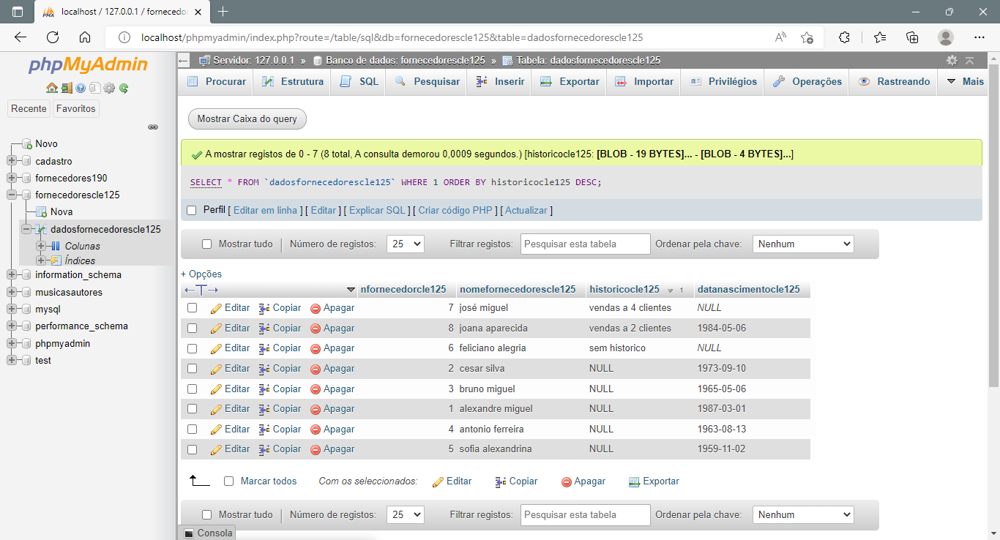 localhost / 127.0.0.1 / fornecedo
localhost/phpmyadmin/index.php?route=/table/sql&db=fornecedorescle125&table=dadosfornecedorescle125
phpMyAdmin
Recente Favoritos
Novo
cadastro
fornecedores190
fornecedorescle125
Nova
dadosfornecedorescle125
Colunas
Índices
information_schema
musicasautores
mysql
performance_schema
phpmyadmin
test
Servidor: 127.0.0.1 » Banco de dados: fornecedorescle125 » Tabela: dadosfornecedorescle125
Procurar Estrutura SQL Pesquisar Inserir Exportar Importar Privilégios Operações Rastreando Mais
Mostrar Caixa do query
A mostrar registos de 0 - 7 (8 total, A consulta demorou 0,0009 segundos.) [historicocle125: [BLOB - 19 BYTES]... - [BLOB - 4 BYTES]...]
SELECT * FROM `dadosfornecedorescle125` WHERE 1 ORDER BY historicocle125 DESC;
Perfil [ Editar em linha ] [ Editar ] [ Explicar SQL ] [ Criar código PHP ] [ Actualizar ]
Mostrar tudo | Número de registos: 25 Filtrar registos: Pesquisar esta tabela Ordenar pela chave: Nenhum
+ Opções
←T→ nfornecedorcle125 nomefornecedorescle125 historicocle125 1 datanascimentocle125
Editar Copiar Apagar 7 josé miguel vendas a 4 clientes NULL
Editar Copiar Apagar 8 joana aparecida vendas a 2 clientes 1984-05-06
Editar Copiar Apagar 6 feliciano alegria sem historico NULL
Editar Copiar Apagar 2 cesar silva NULL 1973-09-10
Editar Copiar Apagar 3 bruno miguel NULL 1965-05-06
Editar Copiar Apagar 1 alexandre miguel NULL 1987-03-01
Editar Copiar Apagar 4 antonio ferreira NULL 1963-08-13
Editar Copiar Apagar 5 sofia alexandrina NULL 1959-11-02
Marcar todos Com os seleccionados: Editar Copiar Apagar Exportar
Mostrar tudo | Número de registos: 25 Filtrar registos: Pesquisar esta tabela Ordenar pela chave: Nenhum
Consola